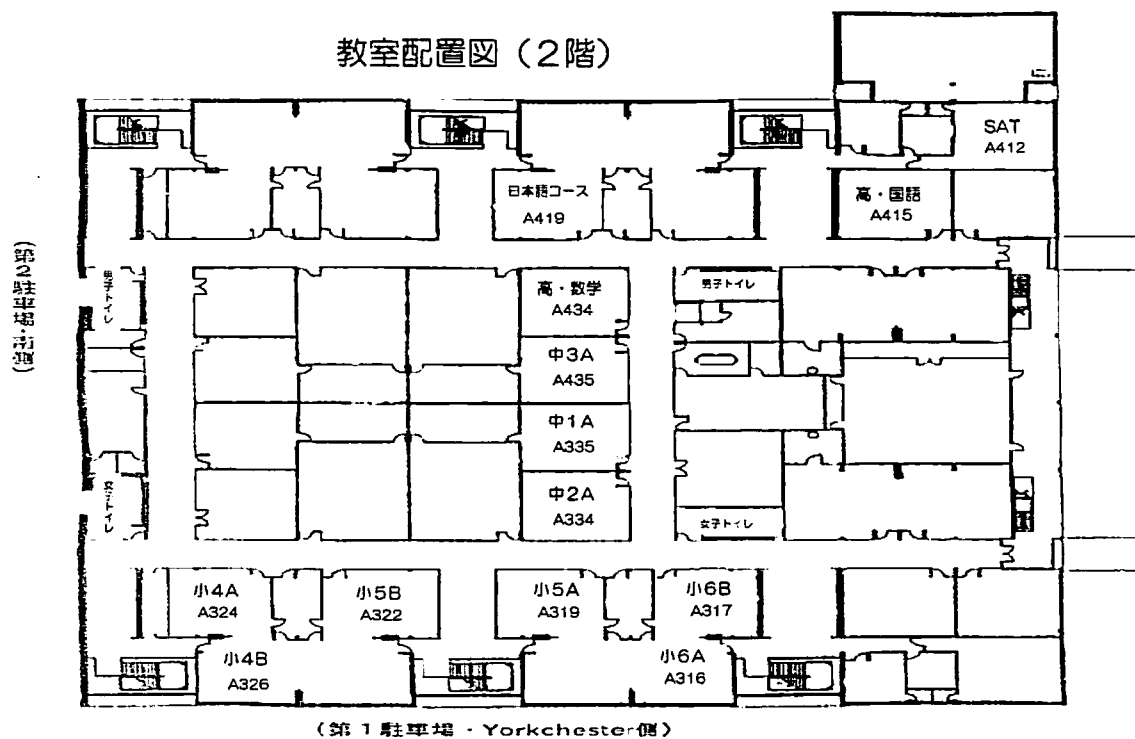 教室配置図（2階）
SAT
A412
日本語コース
A419
高・国語
A415
（第2駐車場・南側）
男子トイレ
高・数学
A434
男子トイレ
中3A
A435
中1A
A335
中2A
A334
女子トイレ
女子トイレ
小4A
A324
小5B
A322
小5A
A319
小6B
A317
小4B
A326
小6A
A316
（第1駐車場・Yorkchester側）